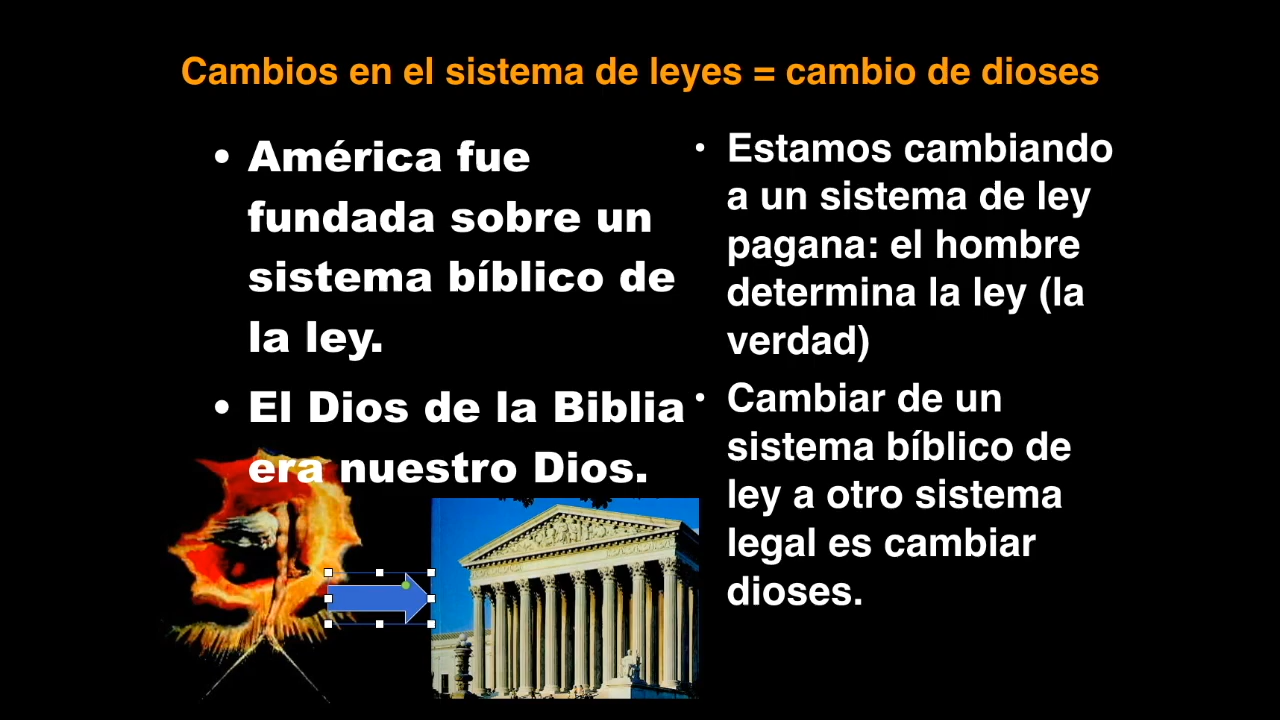 Cambios en el sistema de leyes = cambio de dioses
• América fue
fundada sobre un
sistema bíblico de
la ley.
• El Dios de la Biblia
era nuestro Dios.
• Estamos cambiando
a un sistema de ley
pagana: el hombre
determina la ley (la
verdad)
• Cambiar de un
sistema bíblico de
ley a otro sistema
legal es cambiar
dioses.